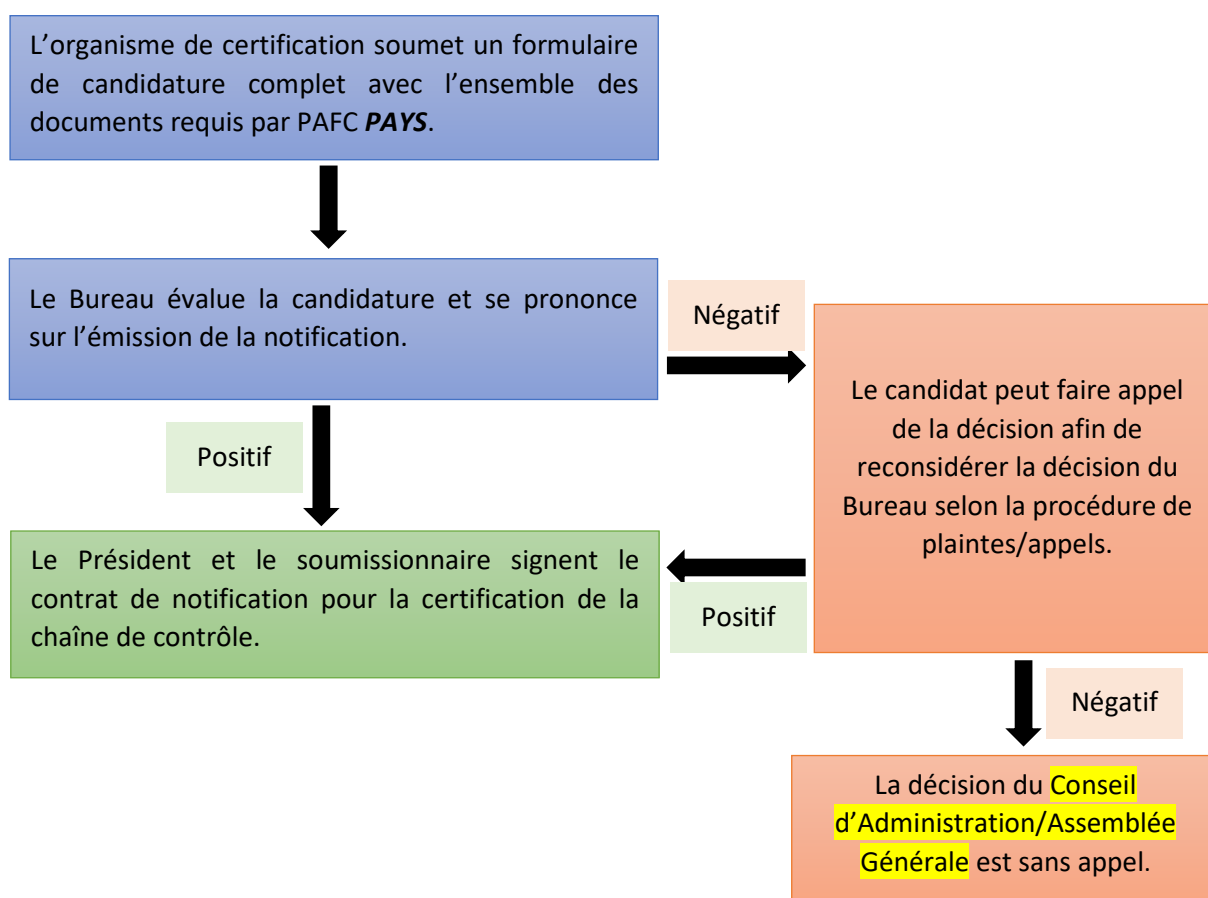 L’organisme de certification soumet un formulaire
de candidature complet avec l’ensemble des
documents requis par PAFC PAYS.
Le Bureau évalue la candidature et se prononce
sur l’émission de la notification.
Négatif
Le candidat peut faire appel
de la décision afin de
reconsidérer la décision du
Bureau selon la procédure de
plaintes/appels.
Positif
Le Président et le soumissionnaire signent le
contrat de notification pour la certification de la
chaîne de contrôle.
Positif
Négatif
La décision du Conseil
d’Administration/Assemblée
Générale est sans appel.